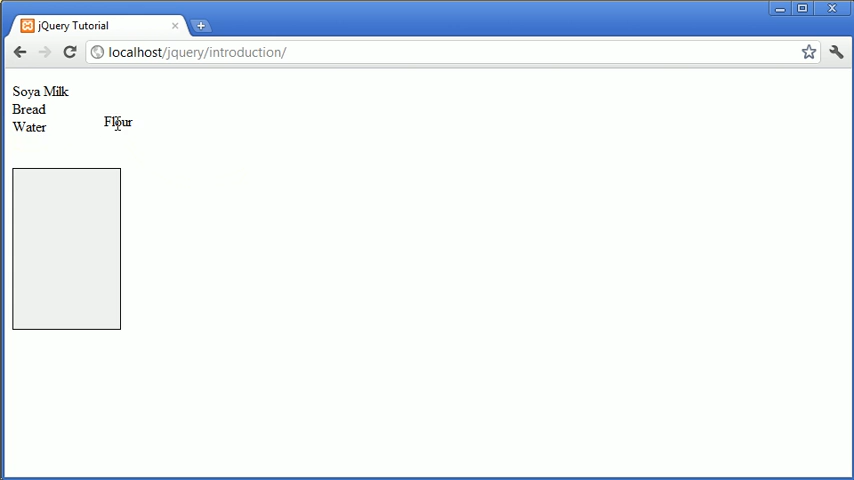 jQuery Tutorial
localhost/jquery/introduction/
Soya Milk
Bread
Flour
Water